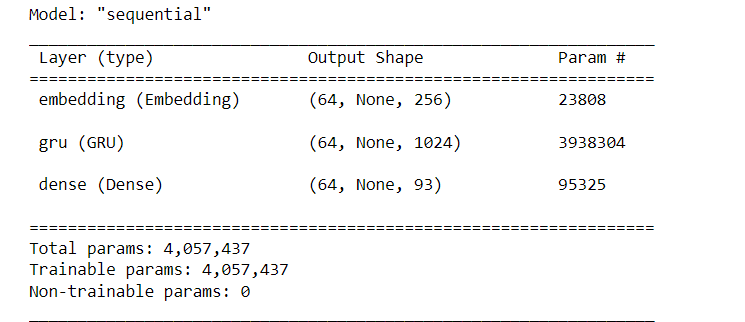 Model: "sequential"
_________________________________________________________________
Layer (type) Output Shape Param #
=================================================================
embedding (Embedding) (64, None, 256) 23808
gru (GRU) (64, None, 1024) 3938304
dense (Dense) (64, None, 93) 95325
=================================================================
Total params: 4,057,437
Trainable params: 4,057,437
Non-trainable params: 0
_________________________________________________________________